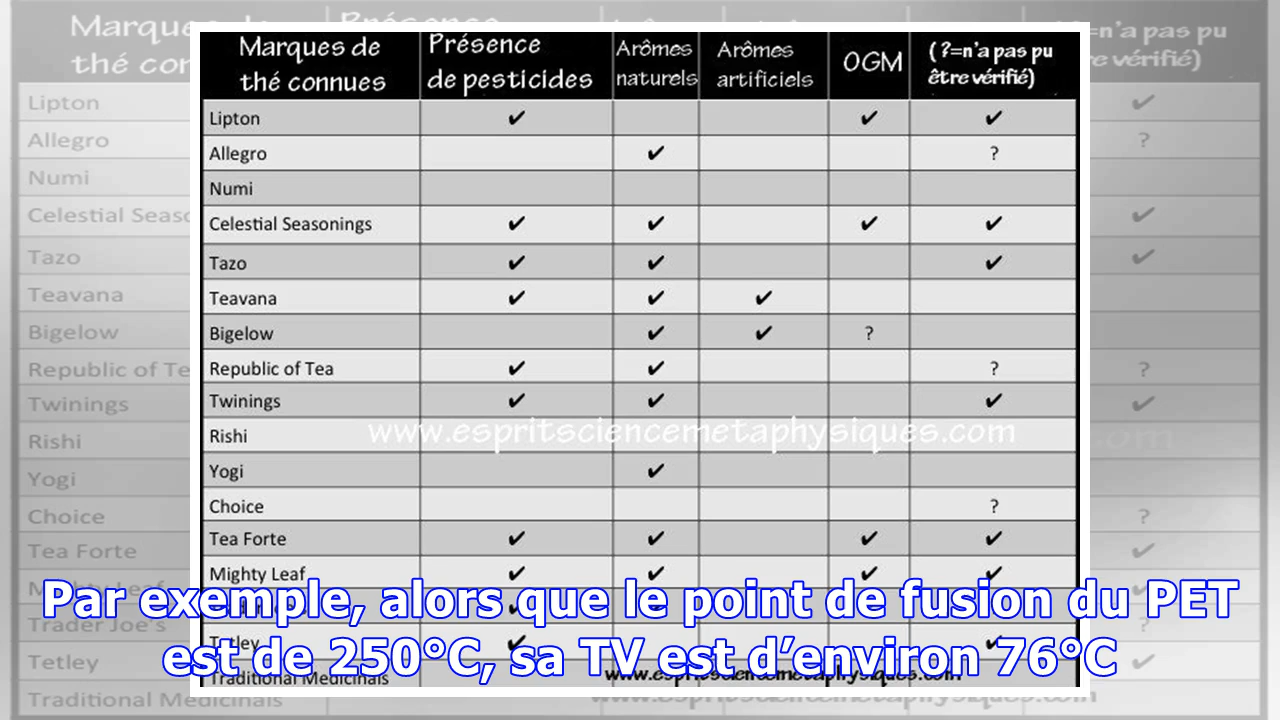 Marques de thé connues Présence de pesticides Arômes naturels Arômes artificiels OGM (?=n'a pas pu être vérifié)
Lipton ✔ ✔ ✔
Allegro ✔ ?
Numi
Celestial Seasonings ✔ ✔ ✔ ✔
Tazo ✔ ✔ ✔
Teavana ✔ ✔ ✔
Bigelow ✔ ✔ ?
Republic of Tea ✔ ✔ ?
Twinings ✔ ✔ ✔
www.espritsciencemetaphysiques.com
Rishi
Yogi ✔
Choice ?
Tea Forte ✔ ✔ ✔ ✔
Mighty Leaf ✔ ✔ ✔ ✔
Par exemple, alors que le point de fusion du PET
Trader Joe's
Tetley ✔ ✔
est de 250°C, sa TV est d’environ 76°C
Traditional Medicinals
www.espritsciencemetaphysiques.com